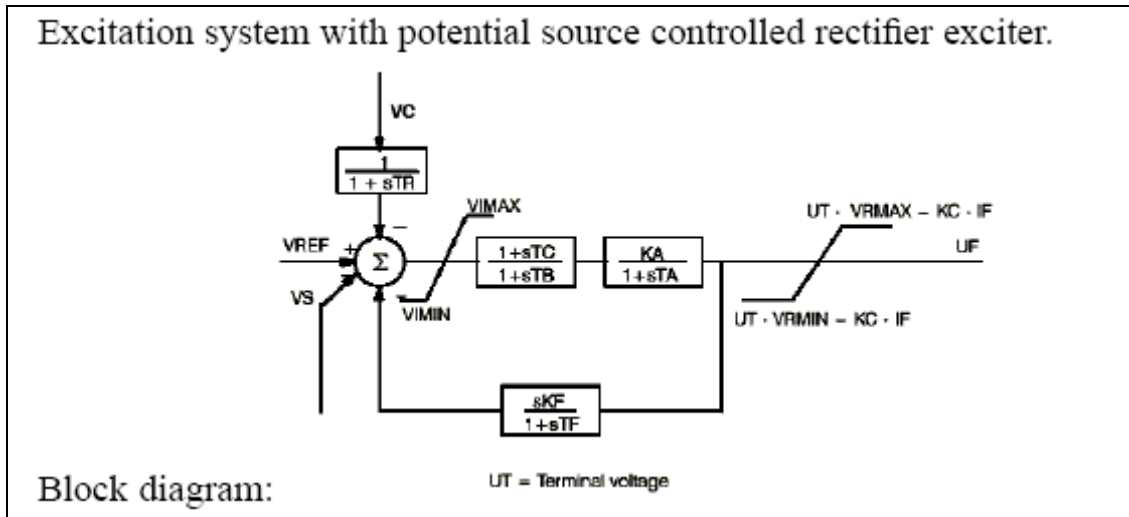 Excitation system with potential source controlled rectifier exciter.
VC
1
1 + sTR
VIMAX
UT · VRMAX – KC · IF
–
VREF
+
Σ
1+sTC
1+sTB
KA
1+sTA
UF
VS
–
VIMIN
UT · VRMIN – KC · IF
sKF
1+sTF
Block diagram:
UT = Terminal voltage